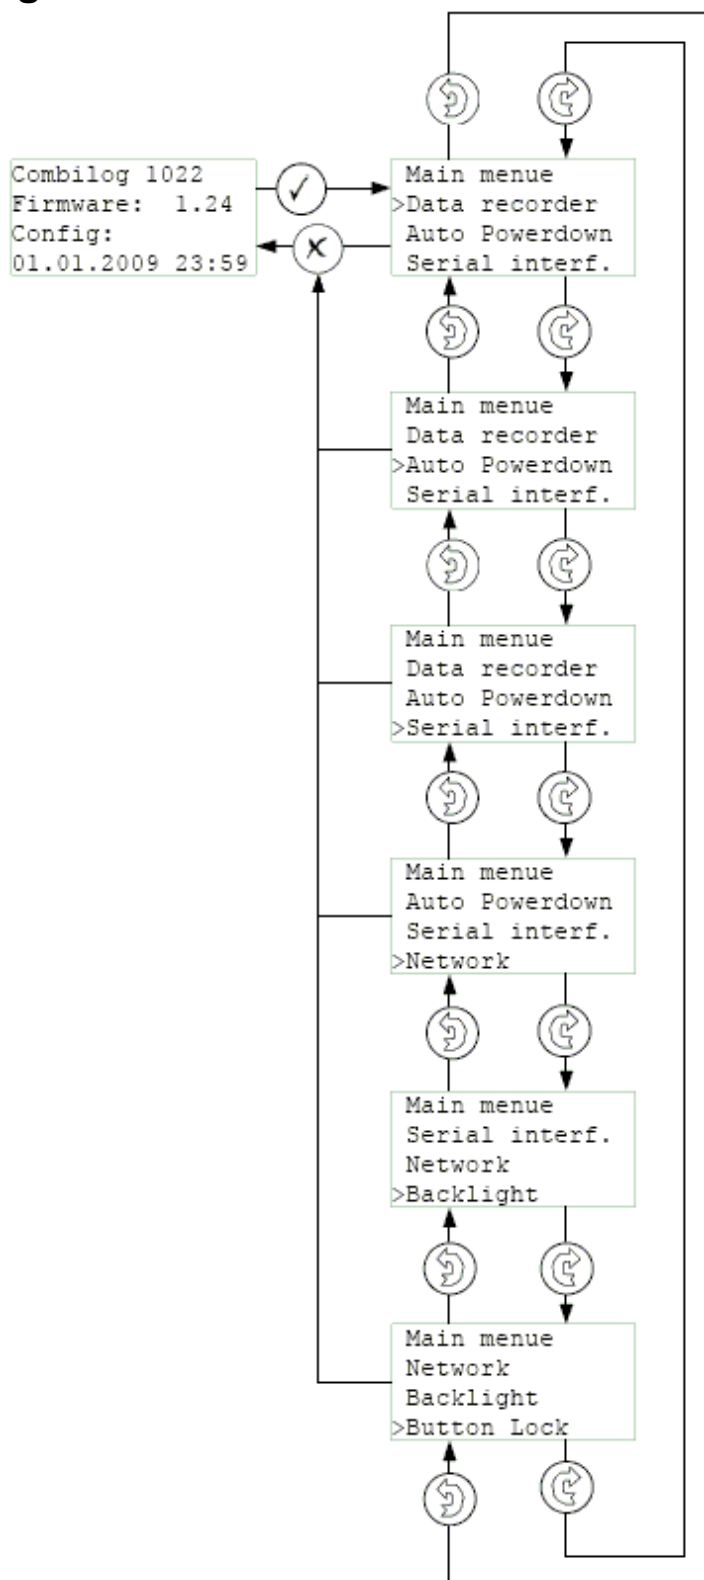 g
Combilog 1022
Firmware:  1.24
Config:
01.01.2009 23:59
Main menue
>Data recorder
Auto Powerdown
Serial interf.
Main menue
Data recorder
>Auto Powerdown
Serial interf.
Main menue
Data recorder
Auto Powerdown
>Serial interf.
Main menue
Auto Powerdown
Serial interf.
>Network
Main menue
Serial interf.
Network
>Backlight
Main menue
Network
Backlight
>Button Lock